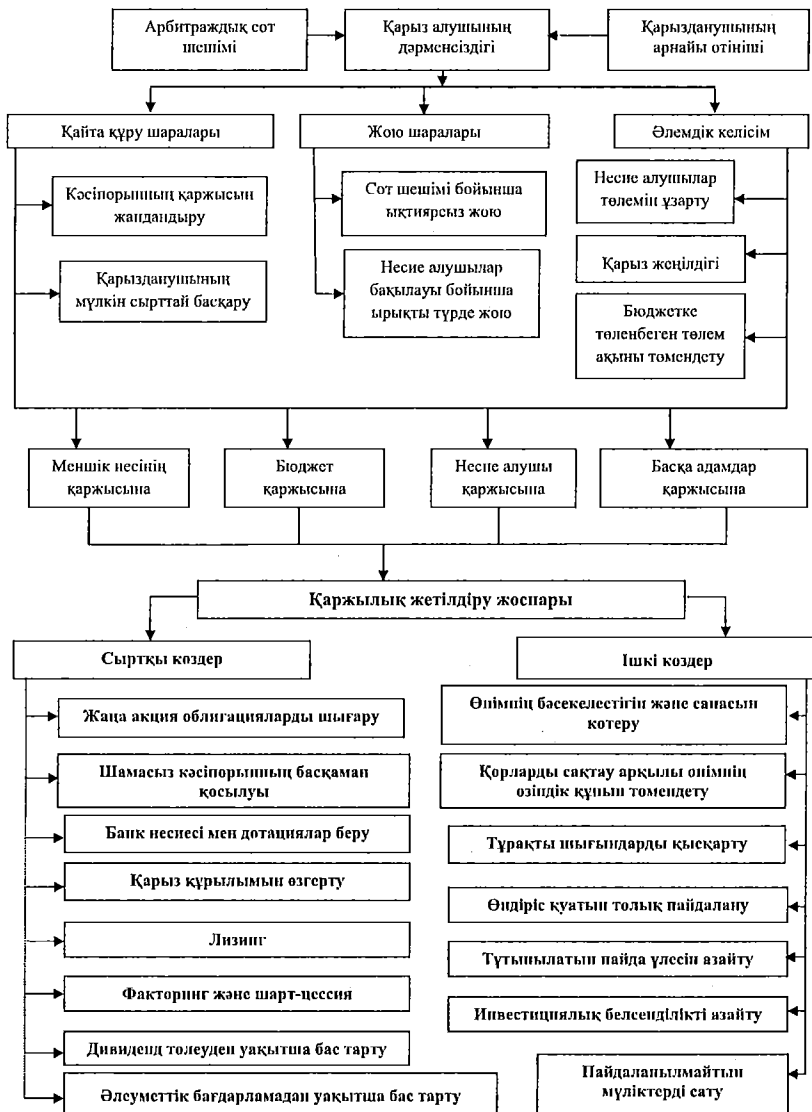 Арбитраждық сот
шешімі
Қарыз алушының
дәрменсіздігі
Қарызданушының
арнайы өтініші
Қайта құру шаралары
Жою шаралары
Әлемдік келісім
Кәсіпорынның қаржысын
жандандыру
Қарызданушының
мүлкін сырттай басқару
Сот шешімі бойынша
ықтиярсыз жою
Несие алушылар
бақылауы бойынша
ырықты түрде жою
Несие алушылар
төлемін ұзарту
Қарыз жеңілдігі
Бюджетке
төленбеген төлем
ақыны төмендету
Меншік несінің
қаржысына
Бюджет
қаржысына
Несие алушы
қаржысына
Басқа адамдар
қаржысына
Қаржылық жетілдіру жоспары
Сыртқы көздер
Жаңа акция облигацияларды шығару
Шамасыз кәсіпорынның басқаман
қосылуы
Банк несиесі мен дотациялар беру
Қарыз құрылымын өзгерту
Лизинг
Факторинг және шарт-цессия
Дивиденд төлеуден уақытша бас тарту
Әлеуметтік бағдарламадан уақытша бас тарту
Ішкі көздер
Өнімнің бәсекелестігін және санасын
көтеру
Қорларды сақтау арқылы өнімнің
өзіндік құнын төмендету
Тұрақты шығындарды қысқарту
Өндіріс қуатын толық пайдалану
Тұтынылатын пайда үлесін азайту
Инвестициялық белсенділікті азайту
Пайдаланылмайтын
мүліктерді сату